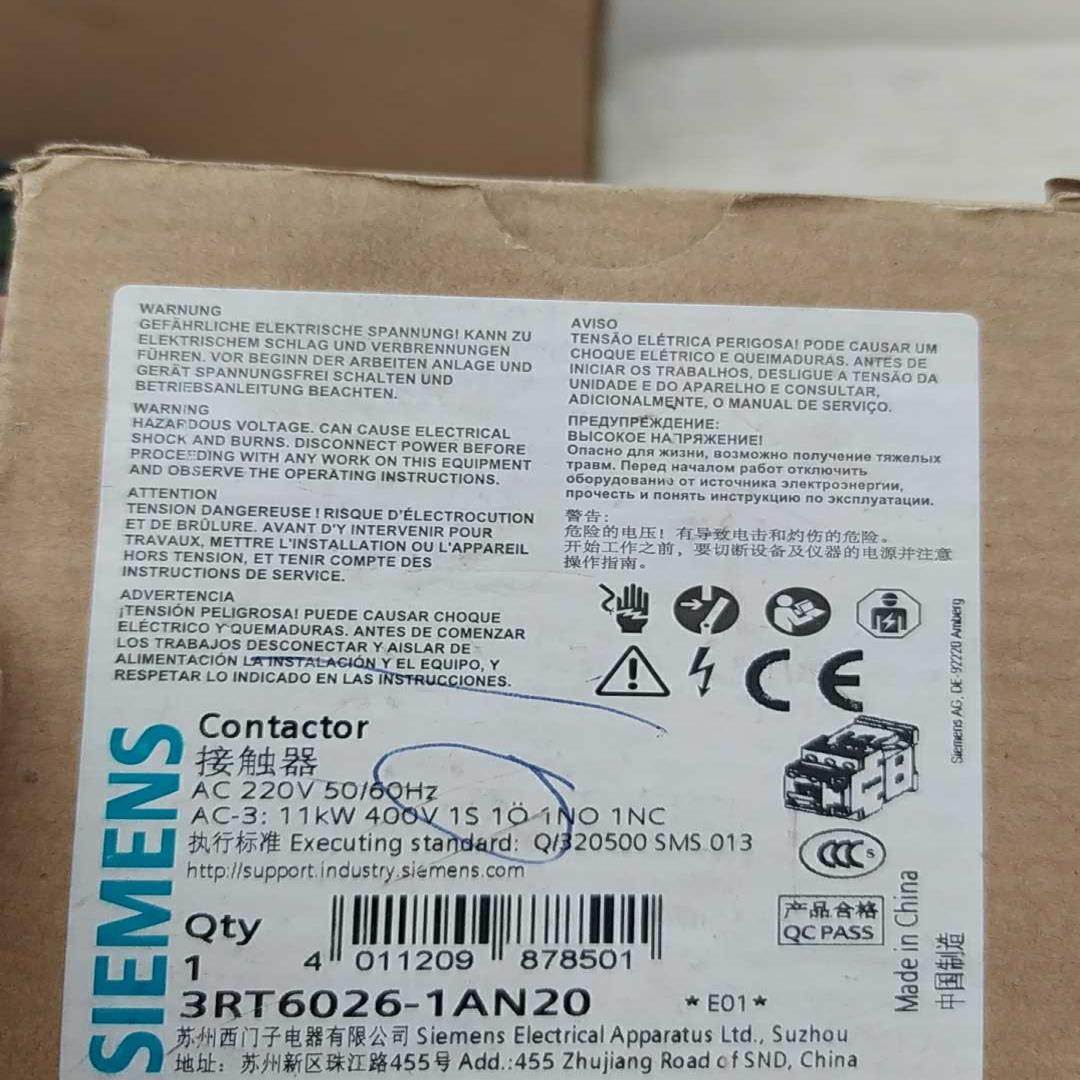 WARNUNG
GEFÄHRLICHE ELEKTRISCHE SPANNUNG! KANN ZU
ELEKTRISCHEM SCHLAG UND VERBRENNUNGEN
FÜHREN. VOR BEGINN DER ARBEITEN ANLAGE UND
GERÄT SPANNUNGSFREI SCHALTEN UND
BETRIEBSANLEITUNG BEACHTEN.
WARNING
HAZARDOUS VOLTAGE. CAN CAUSE ELECTRICAL
SHOCK AND BURNS. DISCONNECT POWER BEFORE
PROCEEDING WITH ANY WORK ON THIS EQUIPMENT
AND OBSERVE THE OPERATING INSTRUCTIONS.
ATTENTION
TENSION DANGEREUSE ! RISQUE D'ÉLECTROCUTION
ET DE BRÛLURE. AVANT D'Y INTERVENIR POUR
TRAVAUX, METTRE L'INSTALLATION OU L'APPAREIL
HORS TENSION, ET TENIR COMPTE DES
INSTRUCTIONS DE SERVICE.
ADVERTENCIA
¡TENSIÓN PELIGROSA! PUEDE CAUSAR CHOQUE
ELÉCTRICO Y QUEMADURAS. ANTES DE COMENZAR
LOS TRABAJOS DESCONECTAR Y AISLAR DE
ALIMENTACIÓN LA INSTALACIÓN Y EL EQUIPO, Y
RESPETAR LO INDICADO EN LAS INSTRUCCIONES.
AVISO
TENSÃO ELÉTRICA PERIGOSA! PODE CAUSAR UM
CHOQUE ELÉTRICO E QUEIMADURAS. ANTES DE
INICIAR OS TRABALHOS, DESLIGUE A TENSÃO DA
UNIDADE E DO APARELHO E CONSULTAR,
ADICIONALMENTE, O MANUAL DE SERVIÇO.
ПРЕДУПРЕЖДЕНИЕ:
ВЫСОКОЕ НАПРЯЖЕНИЕ!
Опасно для жизни, возможно получение тяжелых
травм. Перед началом работ отключить
оборудование от источника электроэнергии,
прочесть и понять инструкцию по эксплуатации.
警告:
危险的电压! 有导致电击和灼伤的危险。
开始工作之前, 要切断设备及仪器的电源并注意
操作指南。
CE
Siemens AG, DE-92220 Amberg
SIEMENS
Contactor
接触器
AC 220V 50/60Hz
AC-3: 11kW 400V 1S 1Ö 1NO 1NC
执行标准 Executing standard: Q/320500 SMS 013
http://support.industry.siemens.com
CCC S
产品合格
QC PASS
Made in China
中国制造
Qty
1
4 011209 878501
3RT6026-1AN20 *E01*
苏州西门子电器有限公司 Siemens Electrical Apparatus Ltd., Suzhou
地址: 苏州新区珠江路455号 Add.:455 Zhujiang Road of SND, China